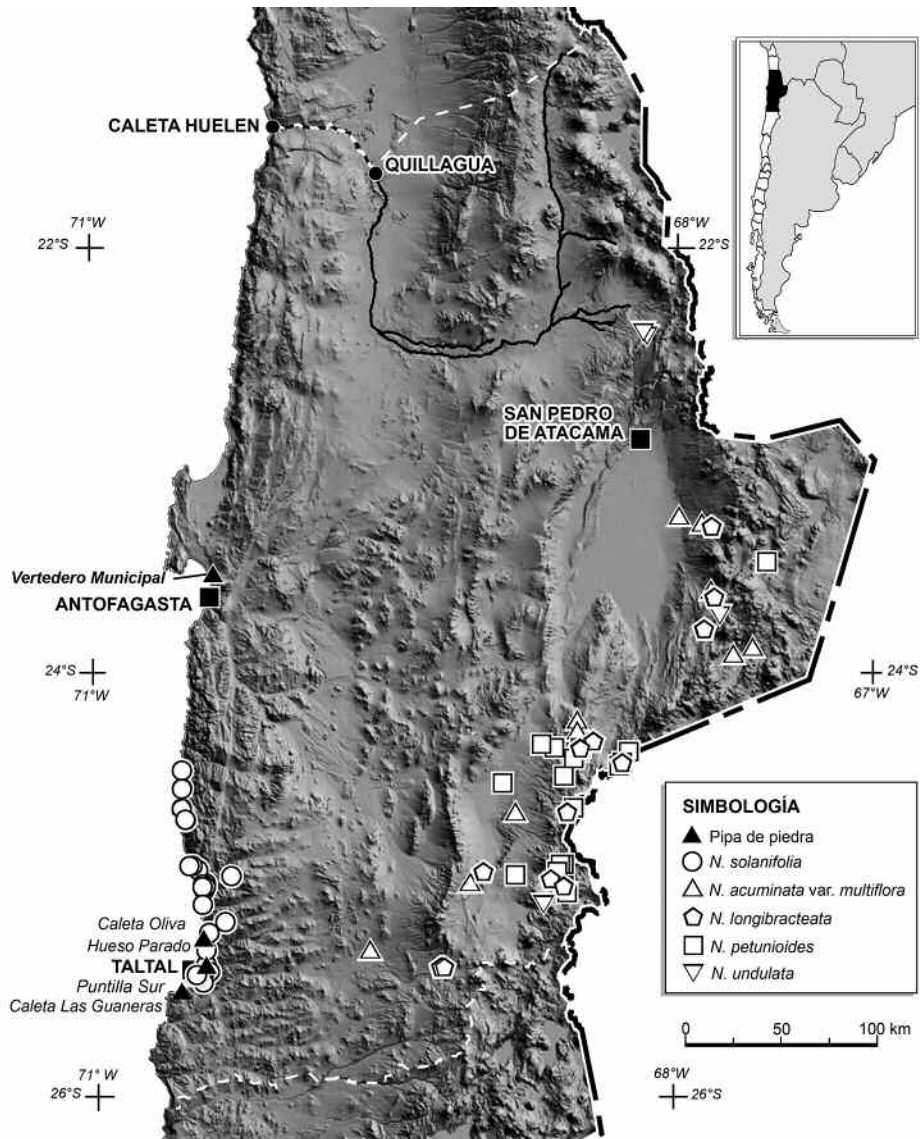 CALETA HUELEN
QUILLAGUA
71°W
22°S
68°W
22°S
SAN PEDRO
DE ATACAMA
Vertedero Municipal
ANTOFAGASTA
24°S
71°W
24°S
67°W
SIMBOLOGÍA
Pipa de piedra
N. solanifolia
N. acuminata var. multiflora
N. longibracteata
N. petunioides
N. undulata
Caleta Oliva
Hueso Parado
TALTAL
Puntilla Sur
Caleta Las Guaneras
0 50 100 km
71° W
26°S
68°W
26°S